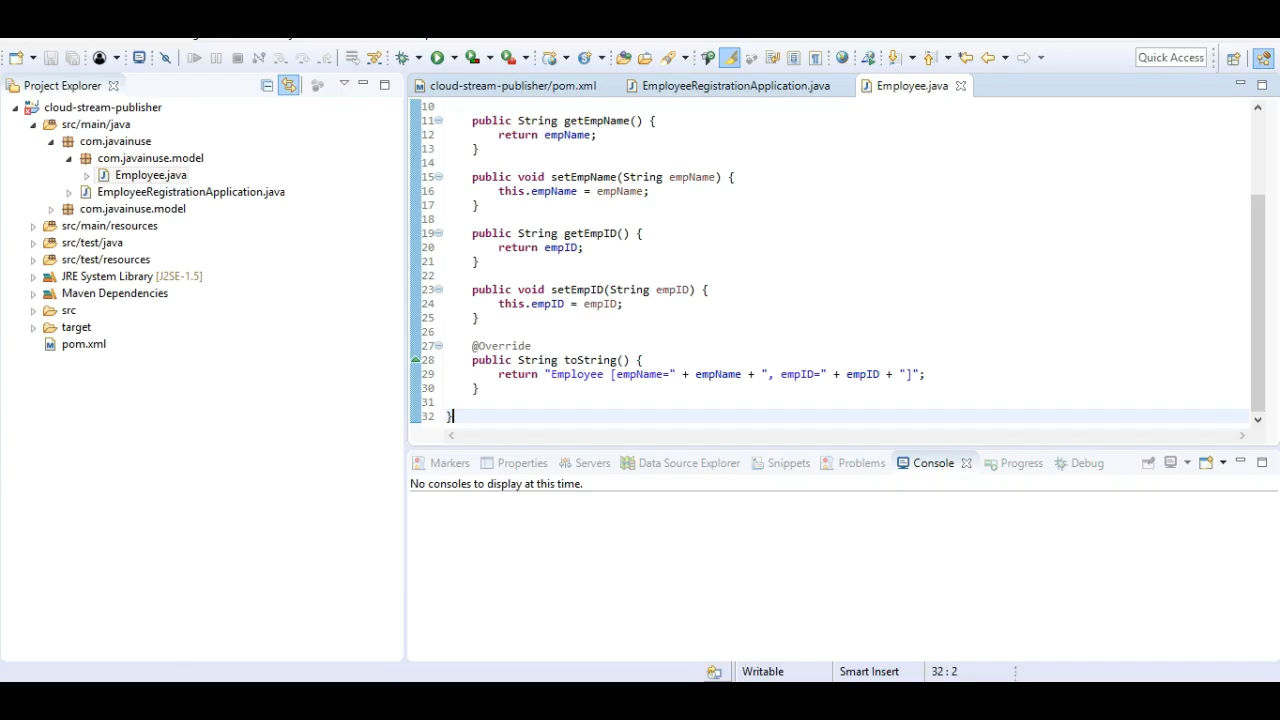 Quick Access
Project Explorer
cloud-stream-publisher
src/main/java
com.javainuse
com.javainuse.model
Employee.java
EmployeeRegistrationApplication.java
com.javainuse.model
src/main/resources
src/test/java
src/test/resources
JRE System Library [J2SE-1.5]
Maven Dependencies
src
target
pom.xml
cloud-stream-publisher/pom.xml EmployeeRegistrationApplication.java Employee.java
10
11 public String getEmpName() {
12 return empName;
13 }
14
15 public void setEmpName(String empName) {
16 this.empName = empName;
17 }
18
19 public String getEmpID() {
20 return empID;
21 }
22
23 public void setEmpID(String empID) {
24 this.empID = empID;
25 }
26
27 @Override
28 public String toString() {
29 return "Employee [empName=" + empName + ", empID=" + empID + "]";
30 }
31
32 }
Markers Properties Servers Data Source Explorer Snippets Problems Console Progress Debug
No consoles to display at this time.
Writable Smart Insert 32 : 2